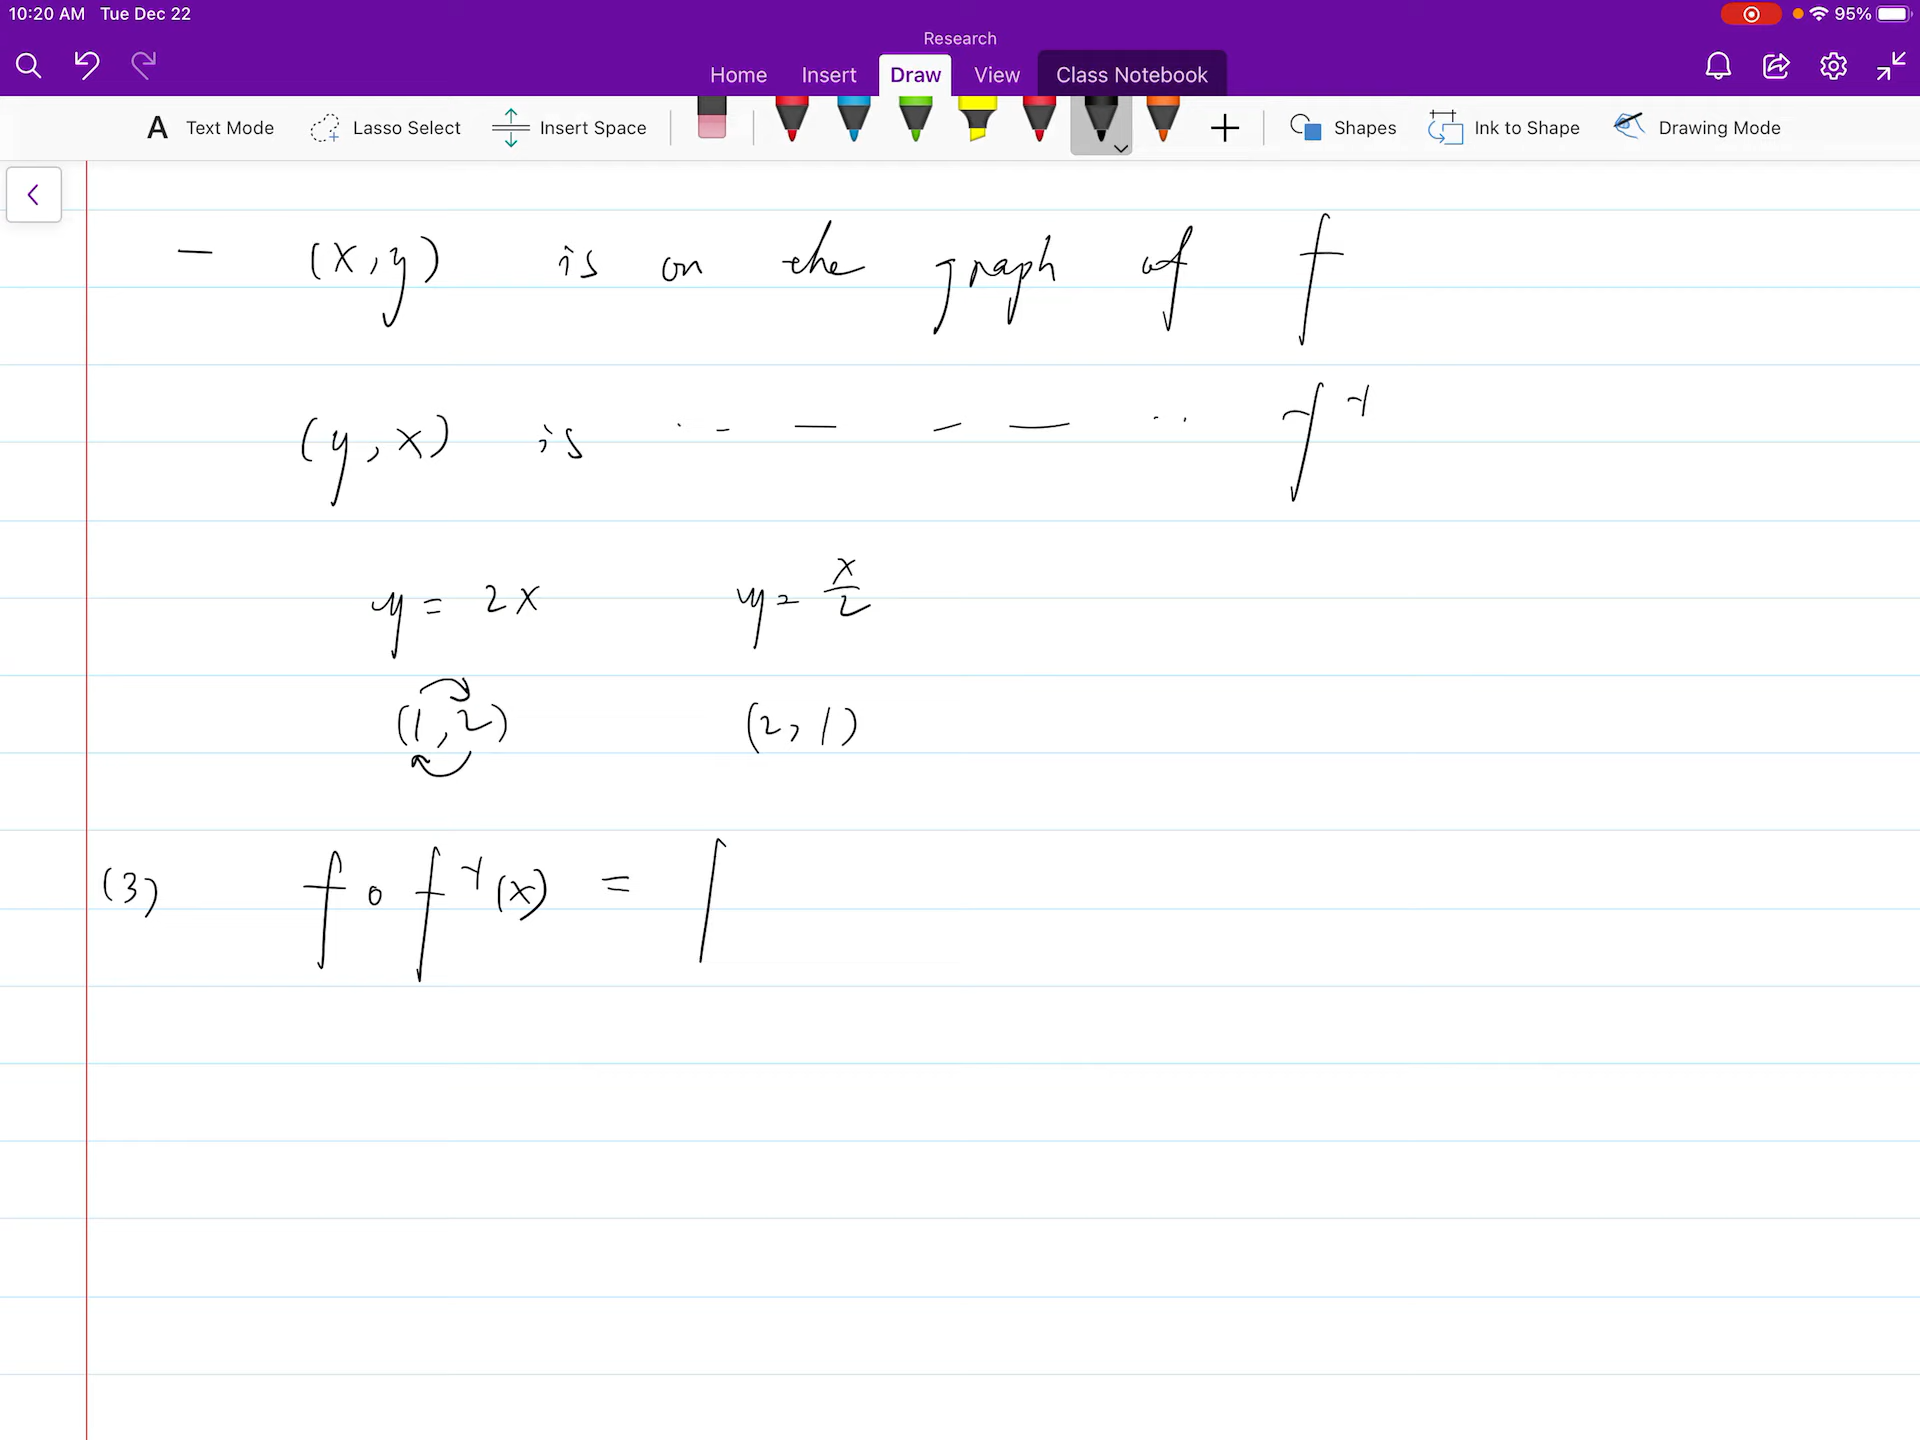 10:20 AM Tue Dec 22
95%
Research
Home Insert Draw View Class Notebook
A Text Mode Lasso Select Insert Space Shapes Ink to Shape Drawing Mode
— (x,y) is on the graph of f
(y,x) is .. - — - — .. f⁻¹
y = 2x y = x/2
(1,2) (2,1)
(3) f ∘ f⁻¹(x) =